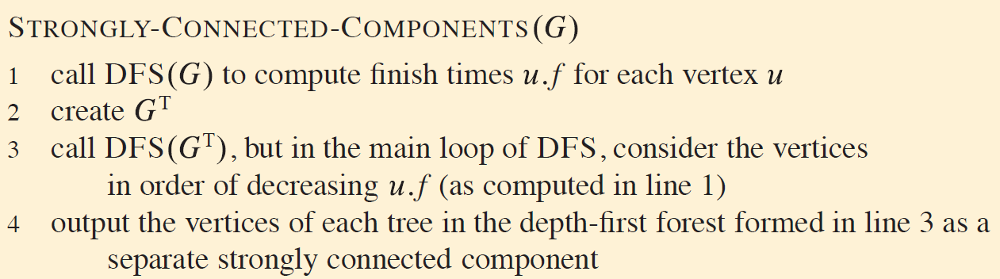 STRONGLY-CONNECTED-COMPONENTS(G)
1 call DFS(G) to compute finish times u.f for each vertex u
2 create Gᵀ
3 call DFS(Gᵀ), but in the main loop of DFS, consider the vertices
in order of decreasing u.f (as computed in line 1)
4 output the vertices of each tree in the depth-first forest formed in line 3 as a
separate strongly connected component